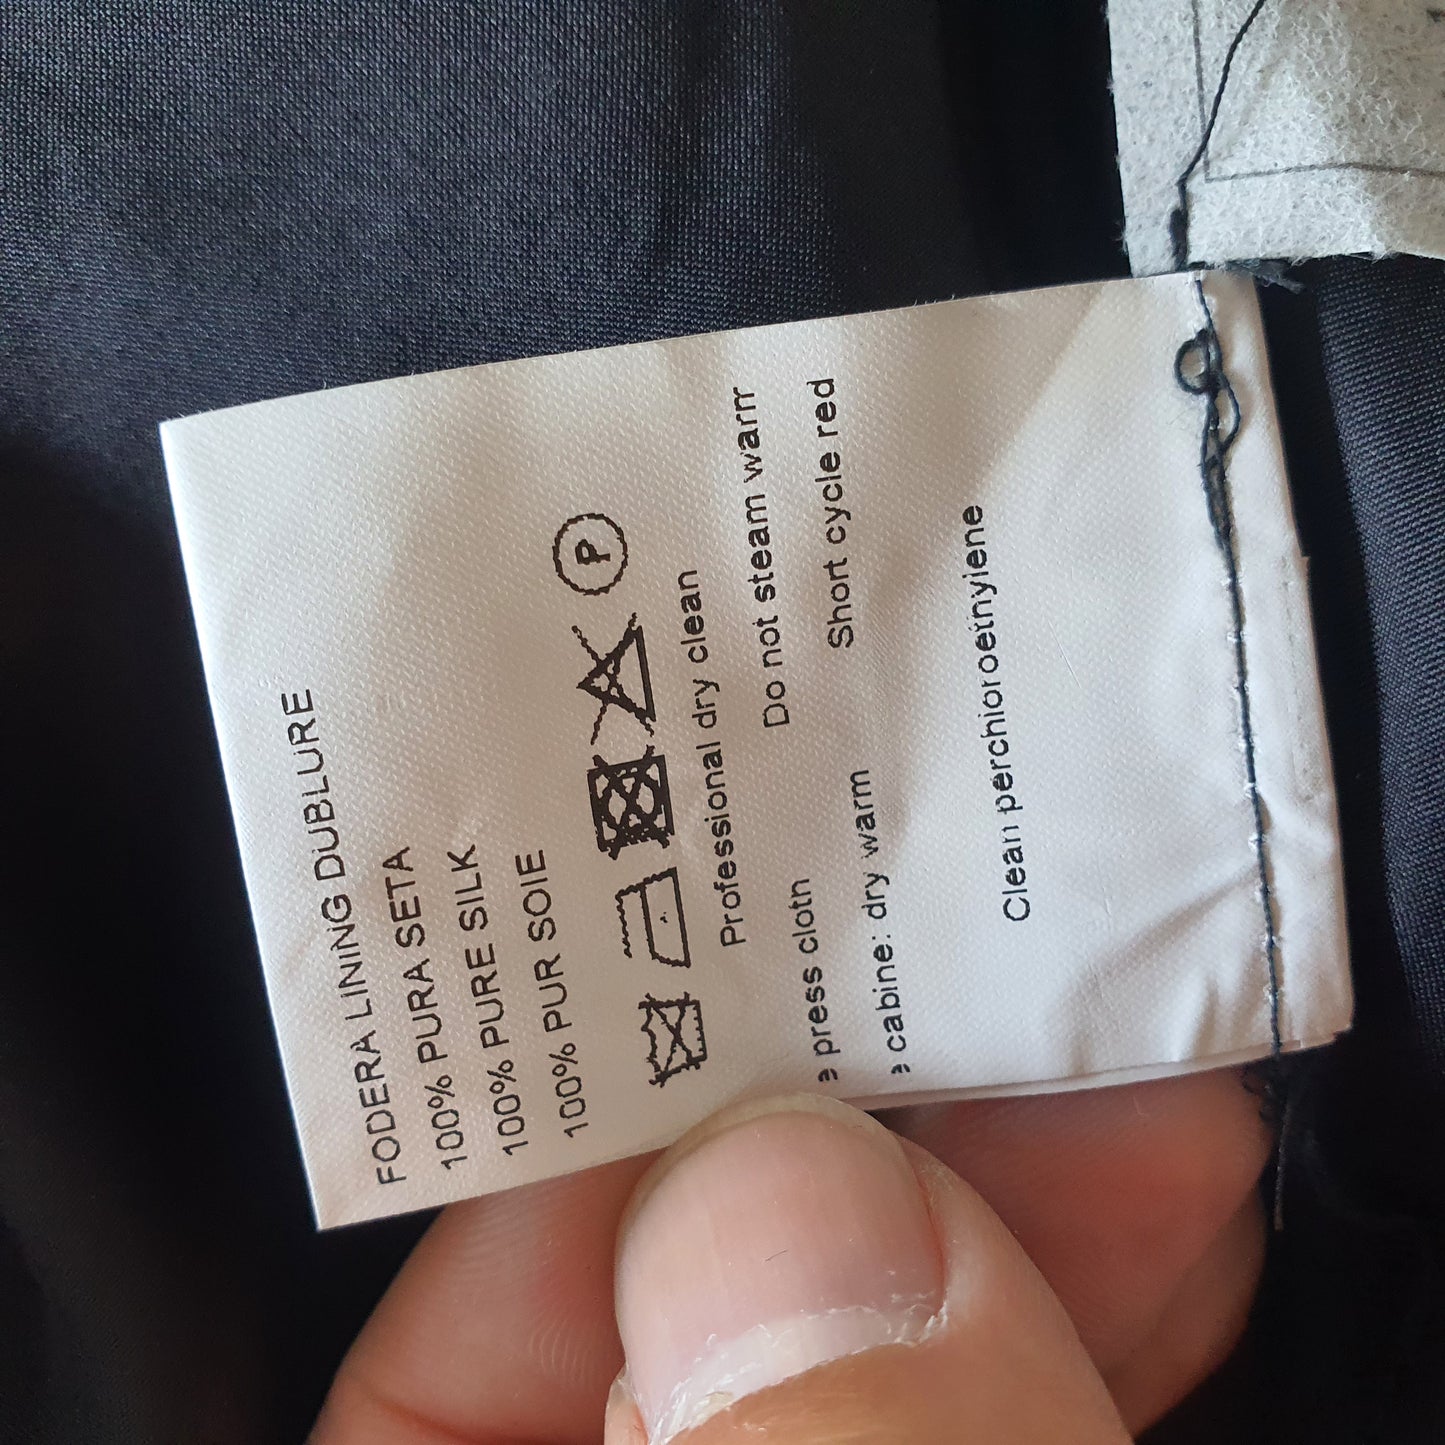 FODERA LINING DUBLURE
100% PURA SETA
100% PURE SILK
100% PUR SOIE
P
Professional dry clean
press cloth Do not steam warm
cabine: dry warm Short cycle red
Clean perchloroethylene